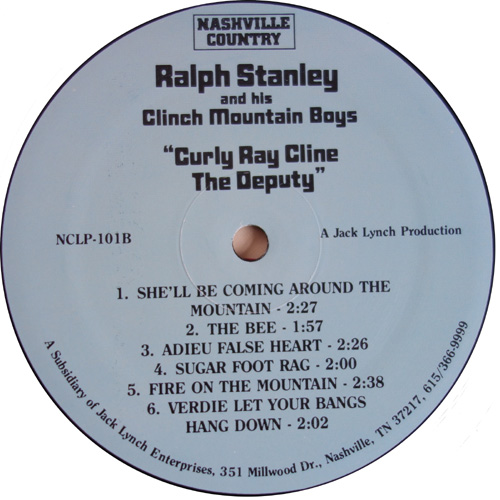 NASHVILLE
COUNTRY
Ralph Stanley
and his
Clinch Mountain Boys
"Curly Ray Cline
The Deputy"
NCLP-101B
A Jack Lynch Production
1. SHE'LL BE COMING AROUND THE
MOUNTAIN - 2:27
2. THE BEE - 1:57
3. ADIEU FALSE HEART - 2:26
4. SUGAR FOOT RAG - 2:00
5. FIRE ON THE MOUNTAIN - 2:38
6. VERDIE LET YOUR BANGS
HANG DOWN - 2:02
A Subsidiary of Jack Lynch Enterprises, 351 Millwood Dr., Nashville, TN 37217, 615/366-9999